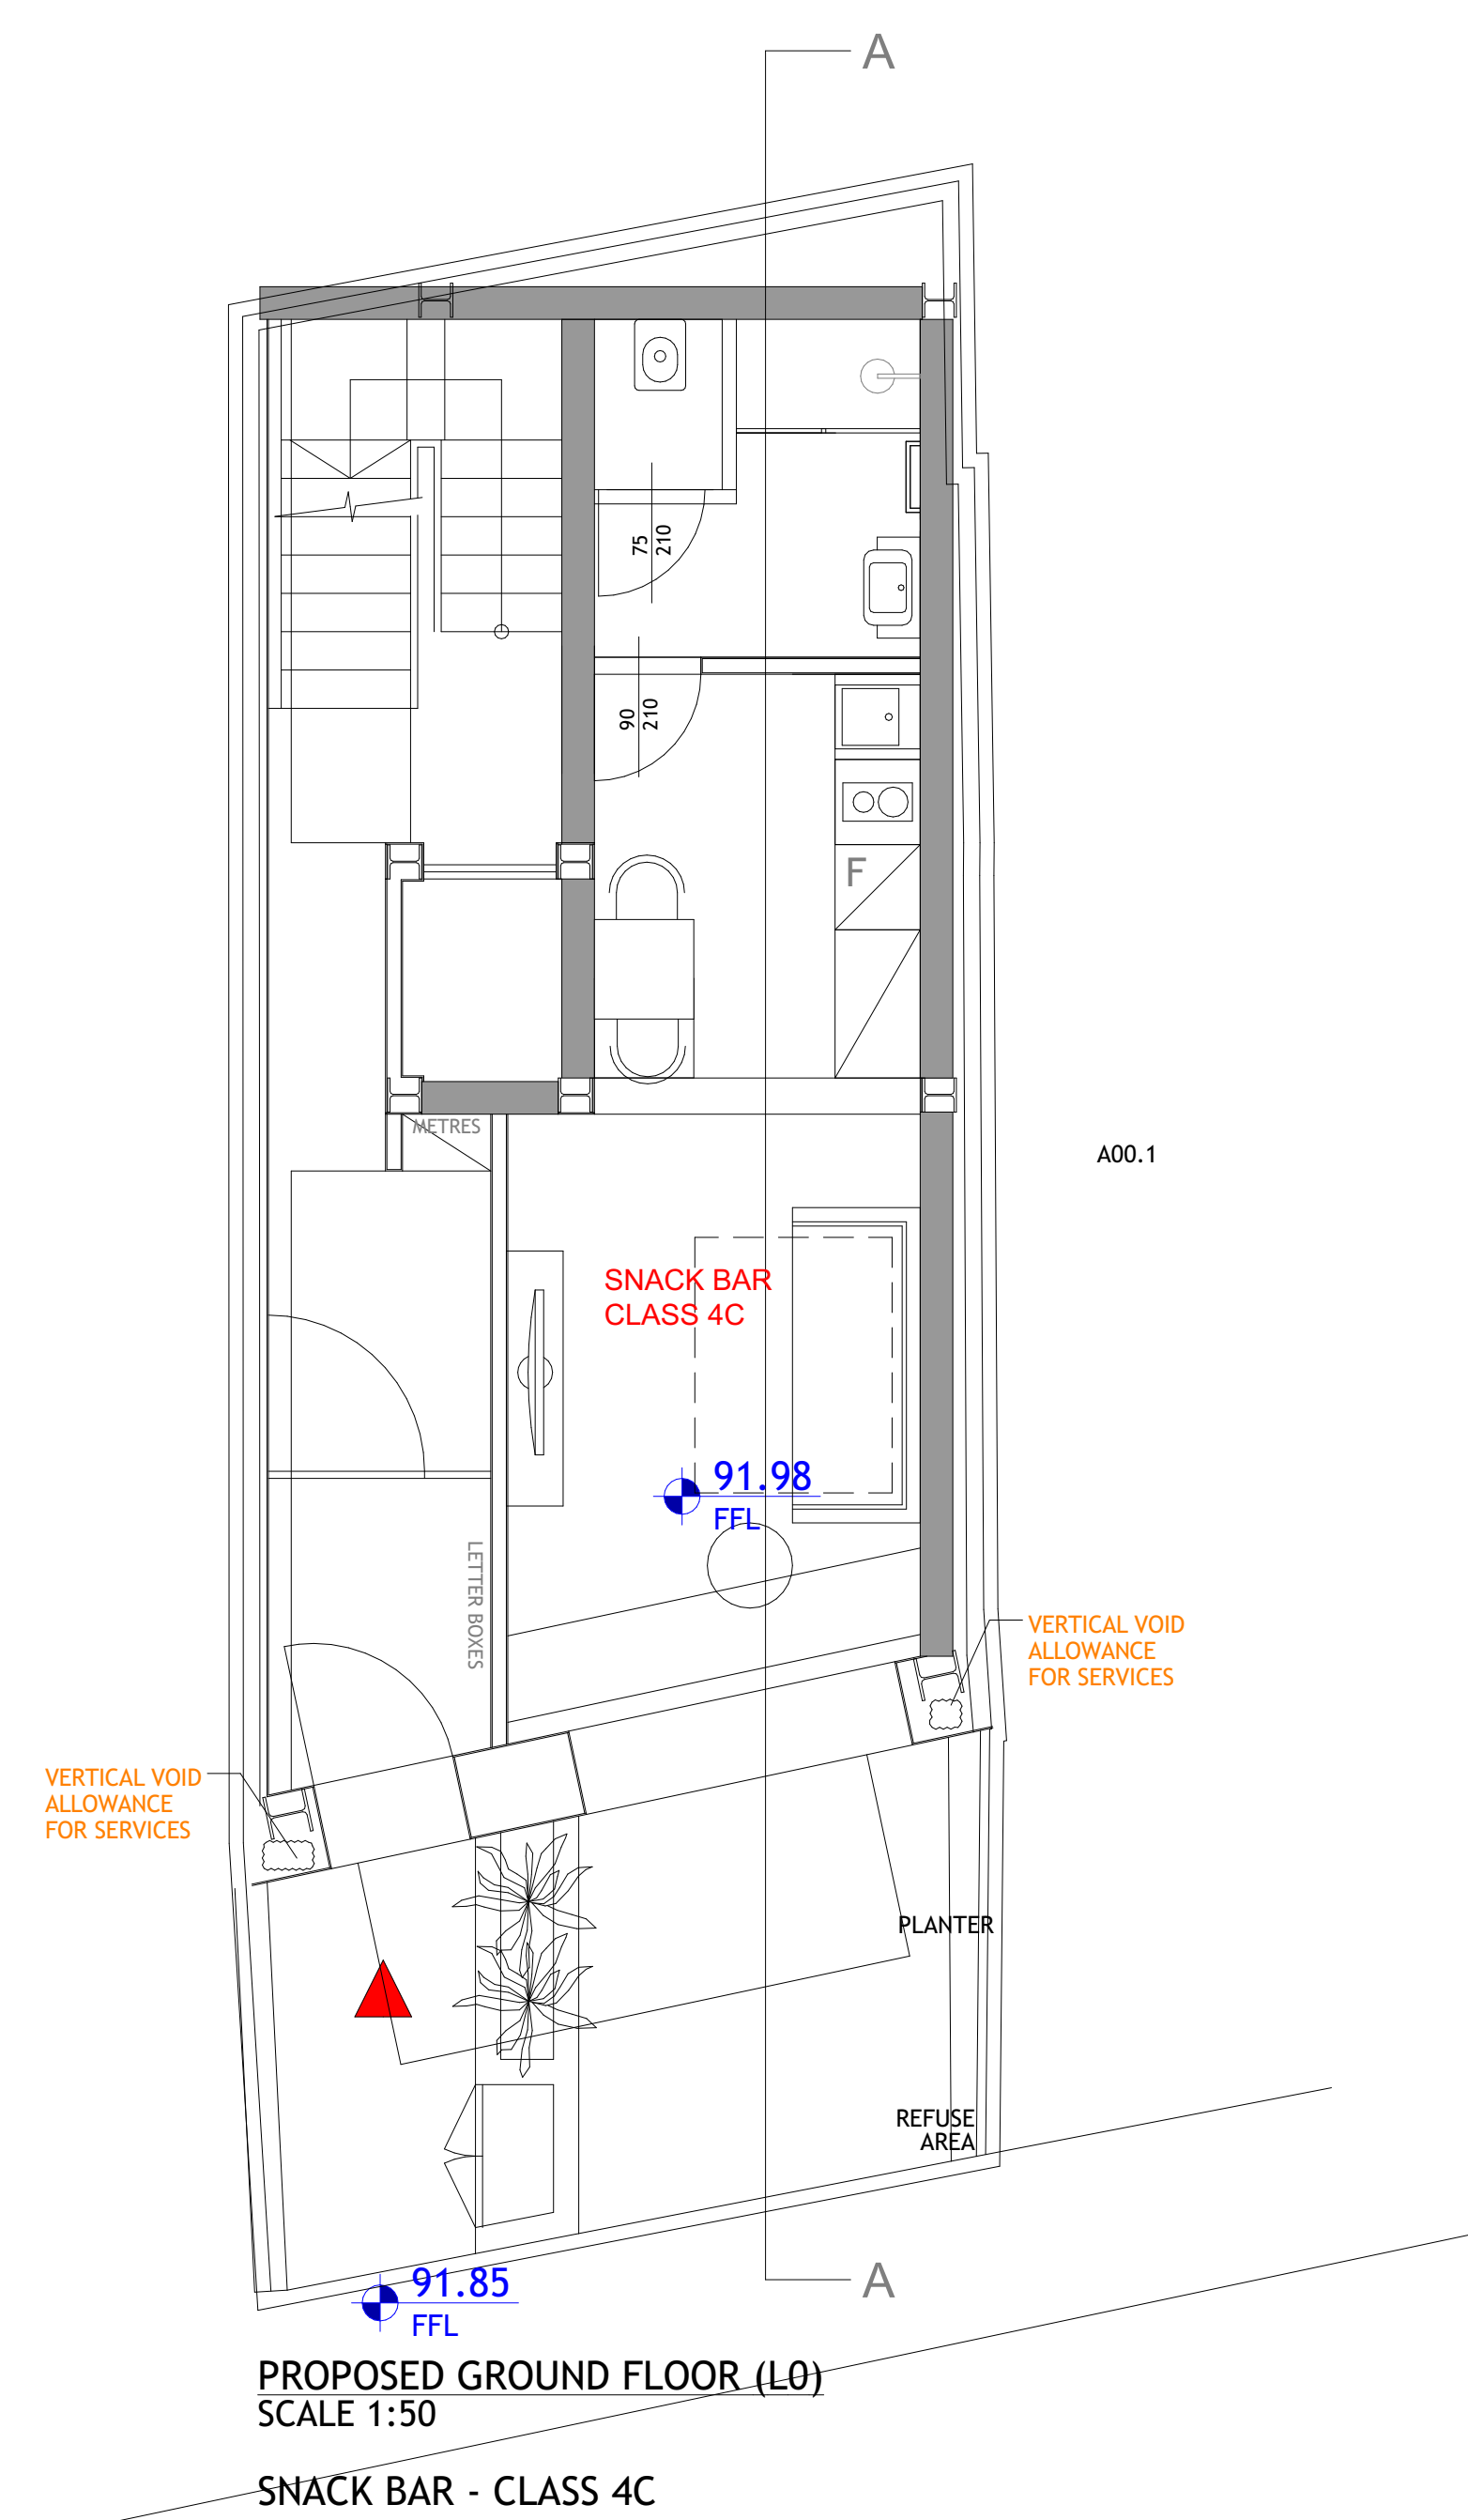 A
75
210
90
210
F
METRES
A00.1
SNACK BAR
CLASS 4C
91.98
FFL
LETTER BOXES
VERTICAL VOID
ALLOWANCE
FOR SERVICES
VERTICAL VOID
ALLOWANCE
FOR SERVICES
PLANTER
REFUSE
AREA
A
91.85
FFL
PROPOSED GROUND FLOOR (L0)
SCALE 1:50
SNACK BAR - CLASS 4C